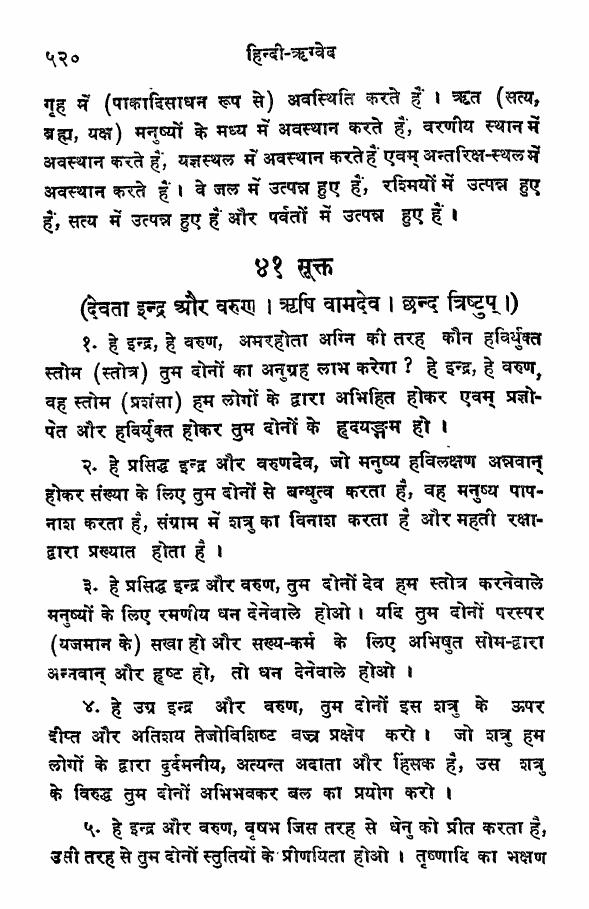 ५२० हिन्दी-ऋग्वेद
गृह में (पाकादिसाधन रूप से) अवस्थिति करते हैं । ऋत (सत्य,
ब्रह्म, यक्ष) मनुष्यों के मध्य में अवस्थान करते हैं, वरणीय स्थान में
अवस्थान करते हैं, यज्ञस्थल में अवस्थान करते हैं एवम् अन्तरिक्ष-स्थल में
अवस्थान करते हैं । वे जल में उत्पन्न हुए हैं, रश्मियों में उत्पन्न हुए
हैं, सत्य में उत्पन्न हुए हैं और पर्वतों में उत्पन्न हुए हैं ।
४१ सूक्त
(देवता इन्द्र और वरुण । ऋषि वामदेव । छन्द त्रिष्टुप् ।)
१. हे इन्द्र, हे वरुण, अमरहोता अग्नि की तरह कौन हविर्युक्त
स्तोम (स्तोत्र) तुम दोनों का अनुग्रह लाभ करेगा ? हे इन्द्र, हे वरुण,
वह स्तोम (प्रशंसा) हम लोगों के द्वारा अभिहित होकर एवम् प्रज्ञो-
पेत और हविर्युक्त होकर तुम दोनों के हृदयङ्गम हो ।
२. हे प्रसिद्ध इन्द्र और वरुणदेव, जो मनुष्य हविलक्षण अन्नवान्
होकर संख्या के लिए तुम दोनों से बन्धुत्व करता है, वह मनुष्य पाप-
नाश करता है, संग्राम में शत्रु का विनाश करता है और महती रक्षा-
द्वारा प्रख्यात होता है ।
३. हे प्रसिद्ध इन्द्र और वरुण, तुम दोनों देव हम स्तोत्र करनेवाले
मनुष्यों के लिए रमणीय धन देनेवाले होओ । यदि तुम दोनों परस्पर
(यजमान के) सखा हो और सख्य-कर्म के लिए अभिषुत सोम-द्वारा
अन्नवान् और हृष्ट हो, तो धन देनेवाले होओ ।
४. हे उग्र इन्द्र और वरुण, तुम दोनों इस शत्रु के ऊपर
दीप्त और अतिशय तेजोविशिष्ट वज्र प्रक्षेप करो । जो शत्रु हम
लोगों के द्वारा दुर्दमनीय, अत्यन्त अदाता और हिंसक है, उस शत्रु
के विरुद्ध तुम दोनों अभिभवकर बल का प्रयोग करो ।
५. हे इन्द्र और वरुण, वृषभ जिस तरह से धेनु को प्रीत करता है,
उसी तरह से तुम दोनों स्तुतियों के प्रीणयिता होओ । तृष्णादि का भक्षण